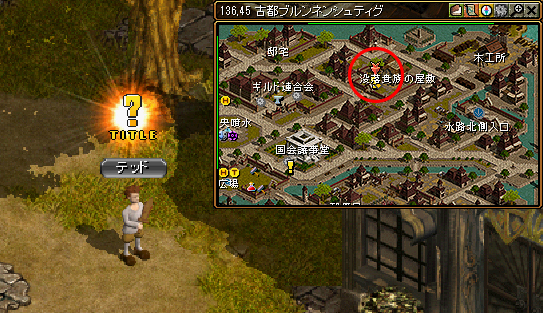 136,45 古都ブルンネンシュティグ
邸宅
木工所
没落貴族の屋敷
ギルド連合会
H
央噴水
水路北側入口
国会議事堂
H T
広場
?
TITLE
テッド